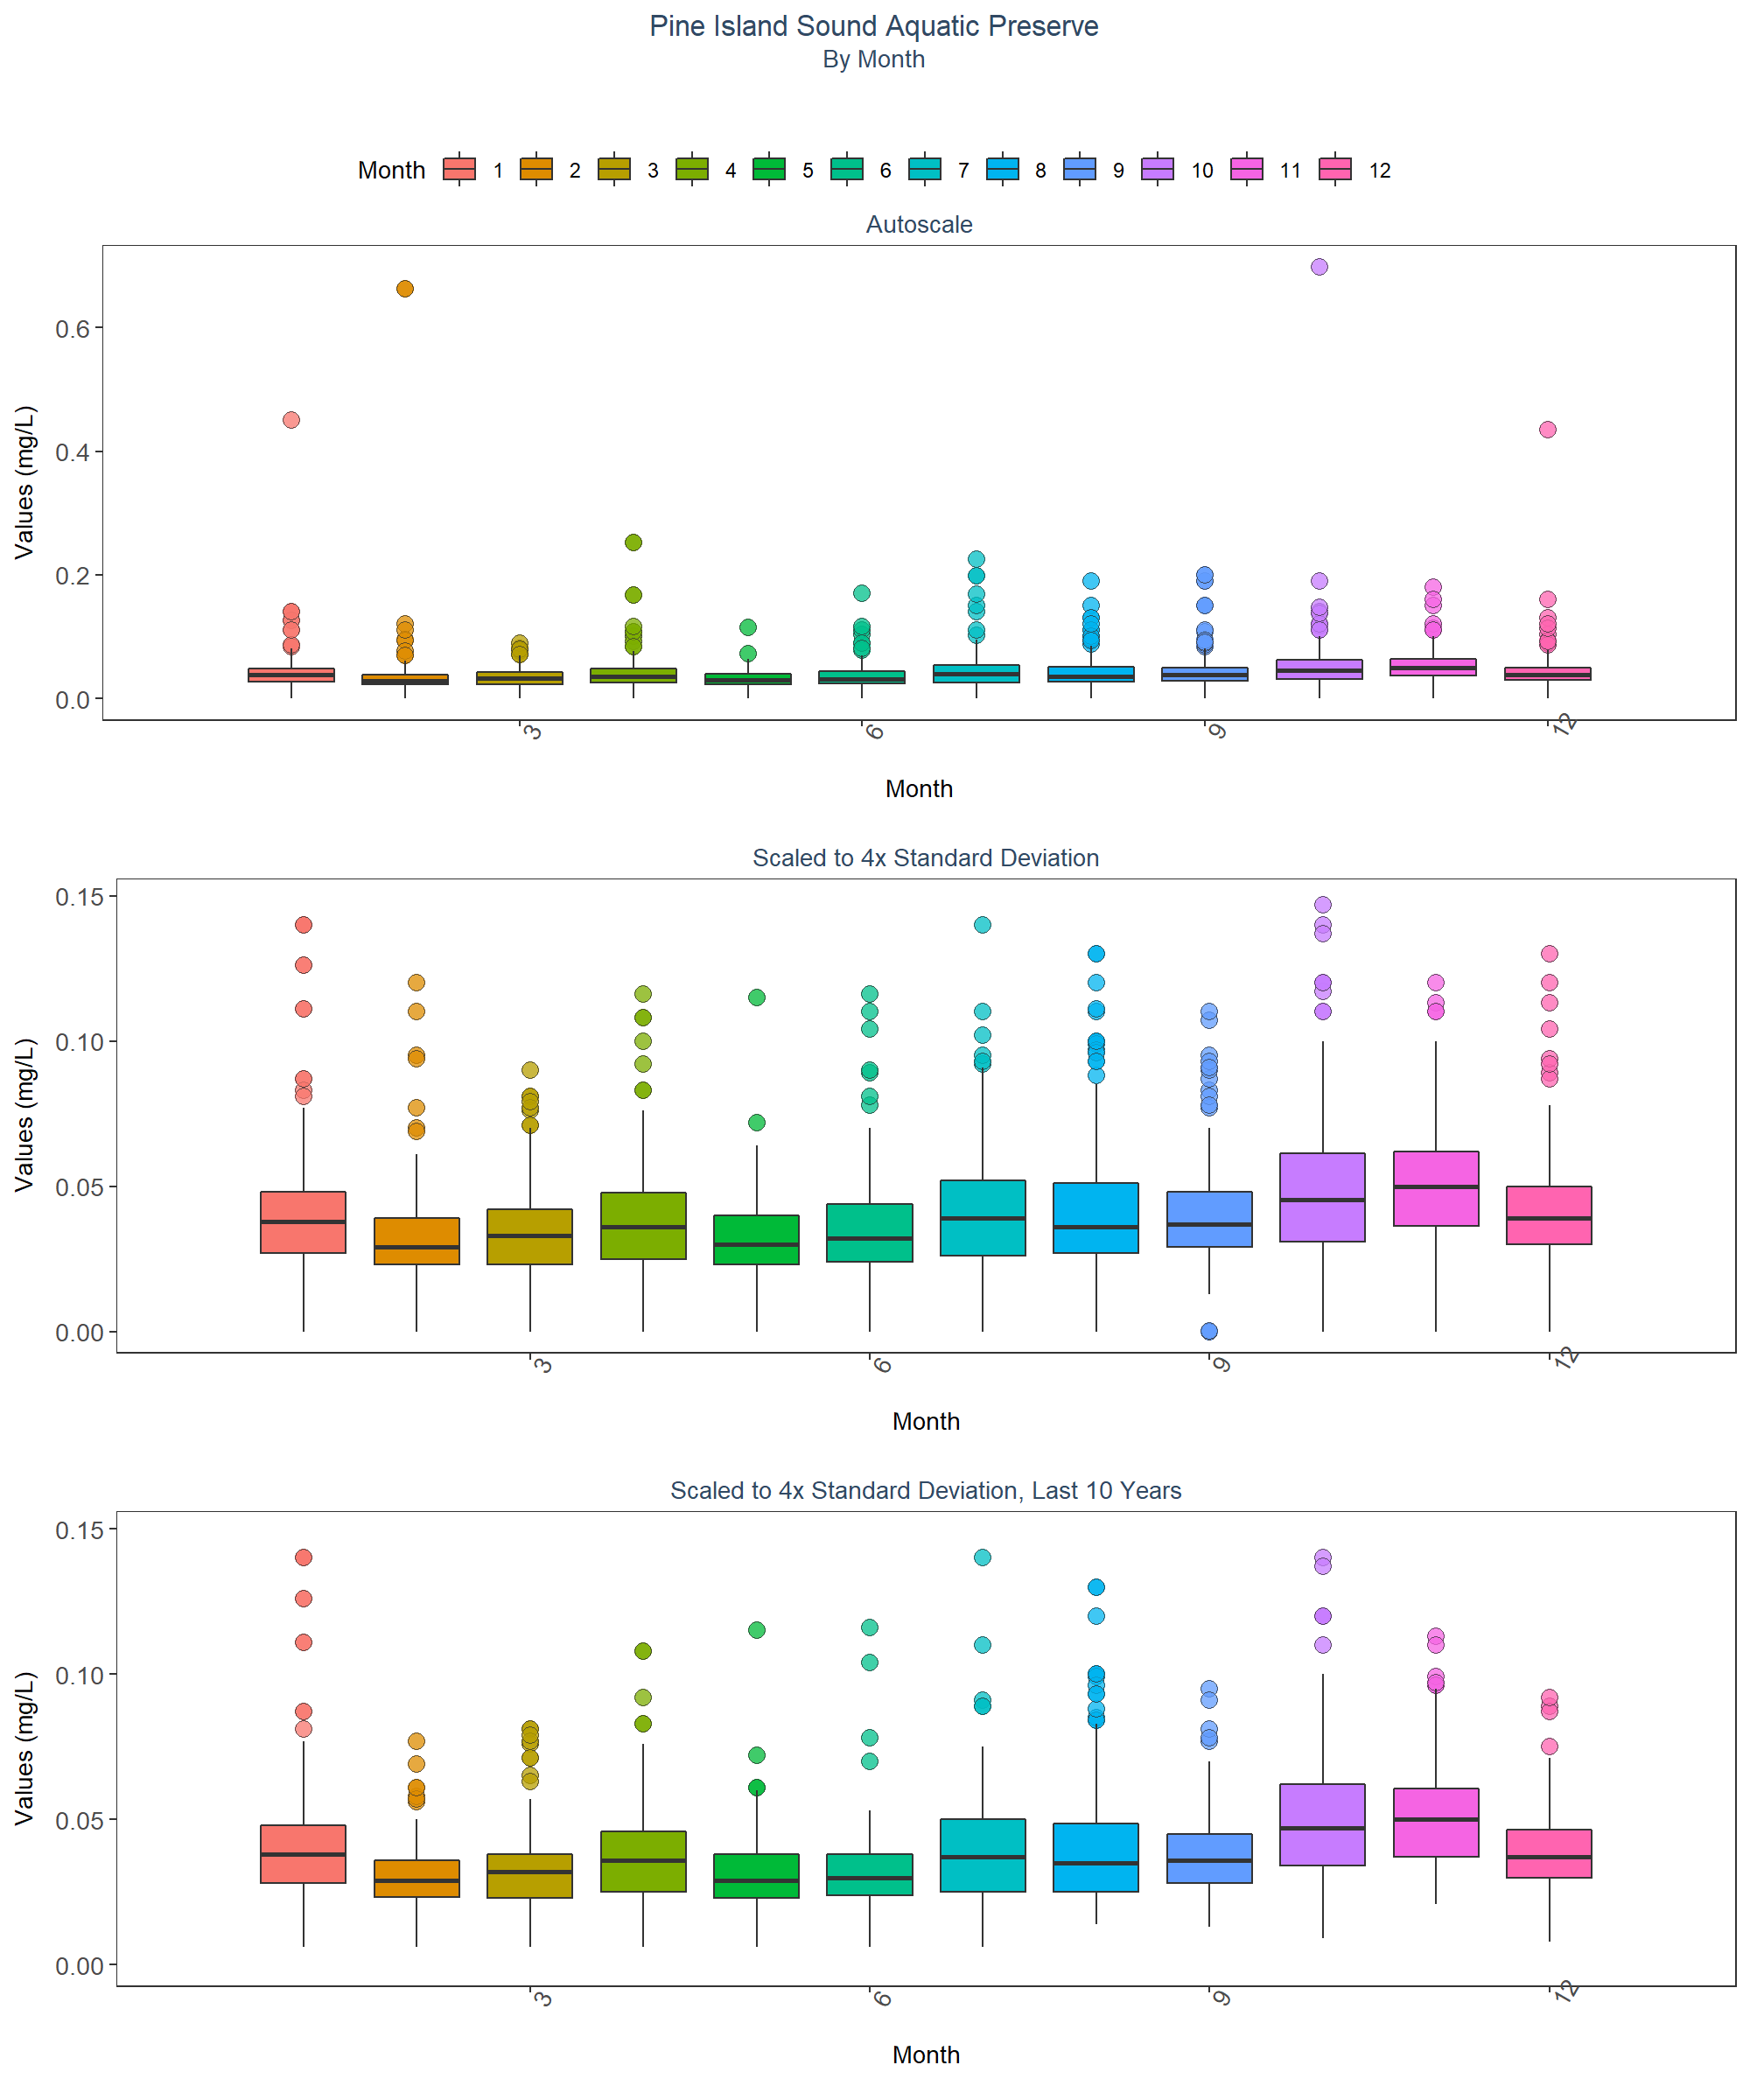 Pine Island Sound Aquatic Preserve
By Month
Month 1 2 3 4 5 6 7 8 9 10 11 12
Autoscale
0.6
0.4
0.2
0.0
Values (mg/L)
3 6 9 12
Month
Scaled to 4x Standard Deviation
0.15
0.10
0.05
0.00
Values (mg/L)
3 6 9 12
Month
Scaled to 4x Standard Deviation, Last 10 Years
0.15
0.10
0.05
0.00
Values (mg/L)
3 6 9 12
Month